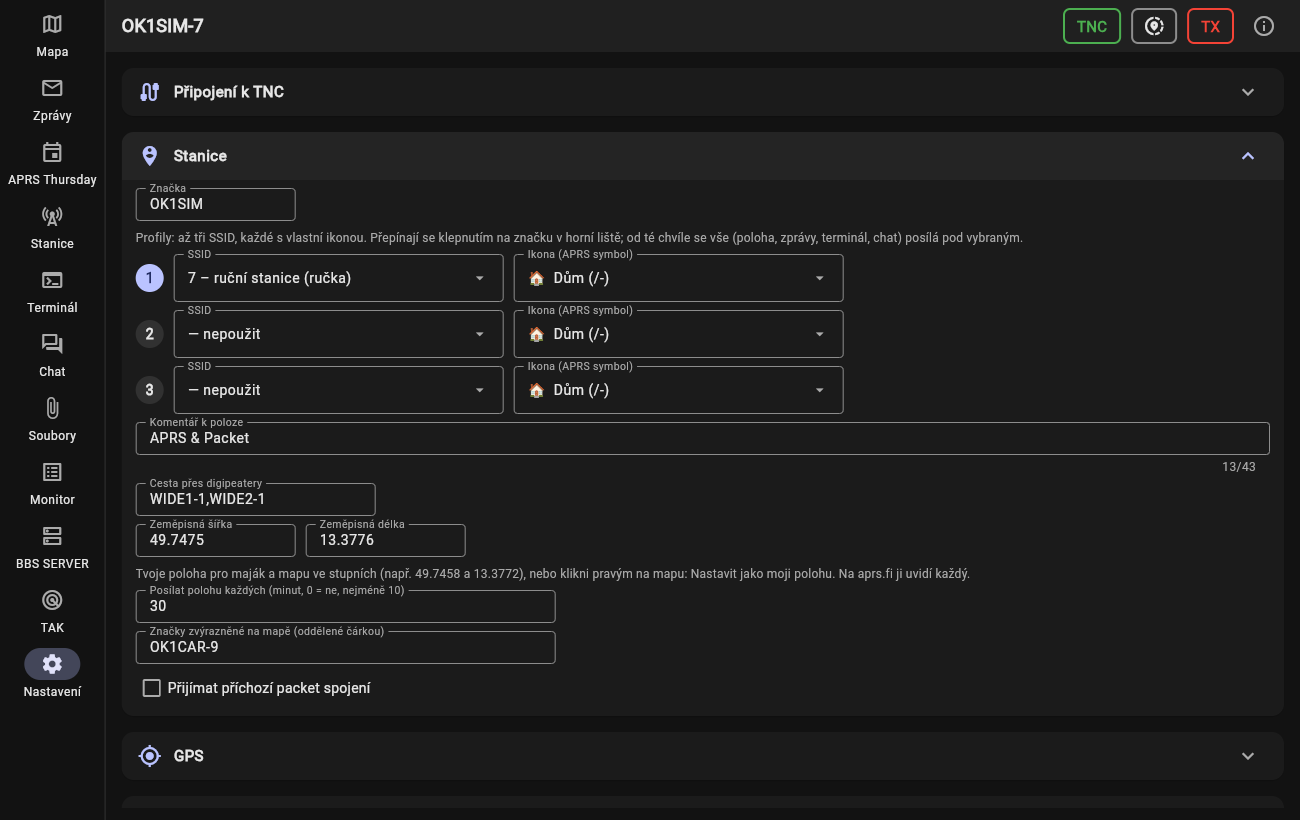 OK1SIM-7
TNC
TX
Mapa
Zprávy
APRS Thursday
Stanice
Terminál
Chat
Soubory
Monitor
BBS SERVER
TAK
Nastavení
Připojení k TNC
Stanice
Značka
OK1SIM
Profily: až tři SSID, každé s vlastní ikonou. Přepínají se klepnutím na značku v horní liště; od té chvíle se vše (poloha, zprávy, terminál, chat) posílá pod vybraným.
1
SSID
7 – ruční stanice (ručka)
Ikona (APRS symbol)
Dům (/-)
2
SSID
— nepoužit
Ikona (APRS symbol)
Dům (/-)
3
SSID
— nepoužit
Ikona (APRS symbol)
Dům (/-)
Komentář k poloze
APRS & Packet
13/43
Cesta přes digipeatery
WIDE1-1,WIDE2-1
Zeměpisná šířka
49.7475
Zeměpisná délka
13.3776
Tvoje poloha pro maják a mapu ve stupních (např. 49.7458 a 13.3772), nebo klikni pravým na mapu: Nastavit jako moji polohu. Na aprs.fi ji uvidí každý.
Posílat polohu každých (minut, 0 = ne, nejméně 10)
30
Značky zvýrazněné na mapě (oddělené čárkou)
OK1CAR-9
Přijímat příchozí packet spojení
GPS